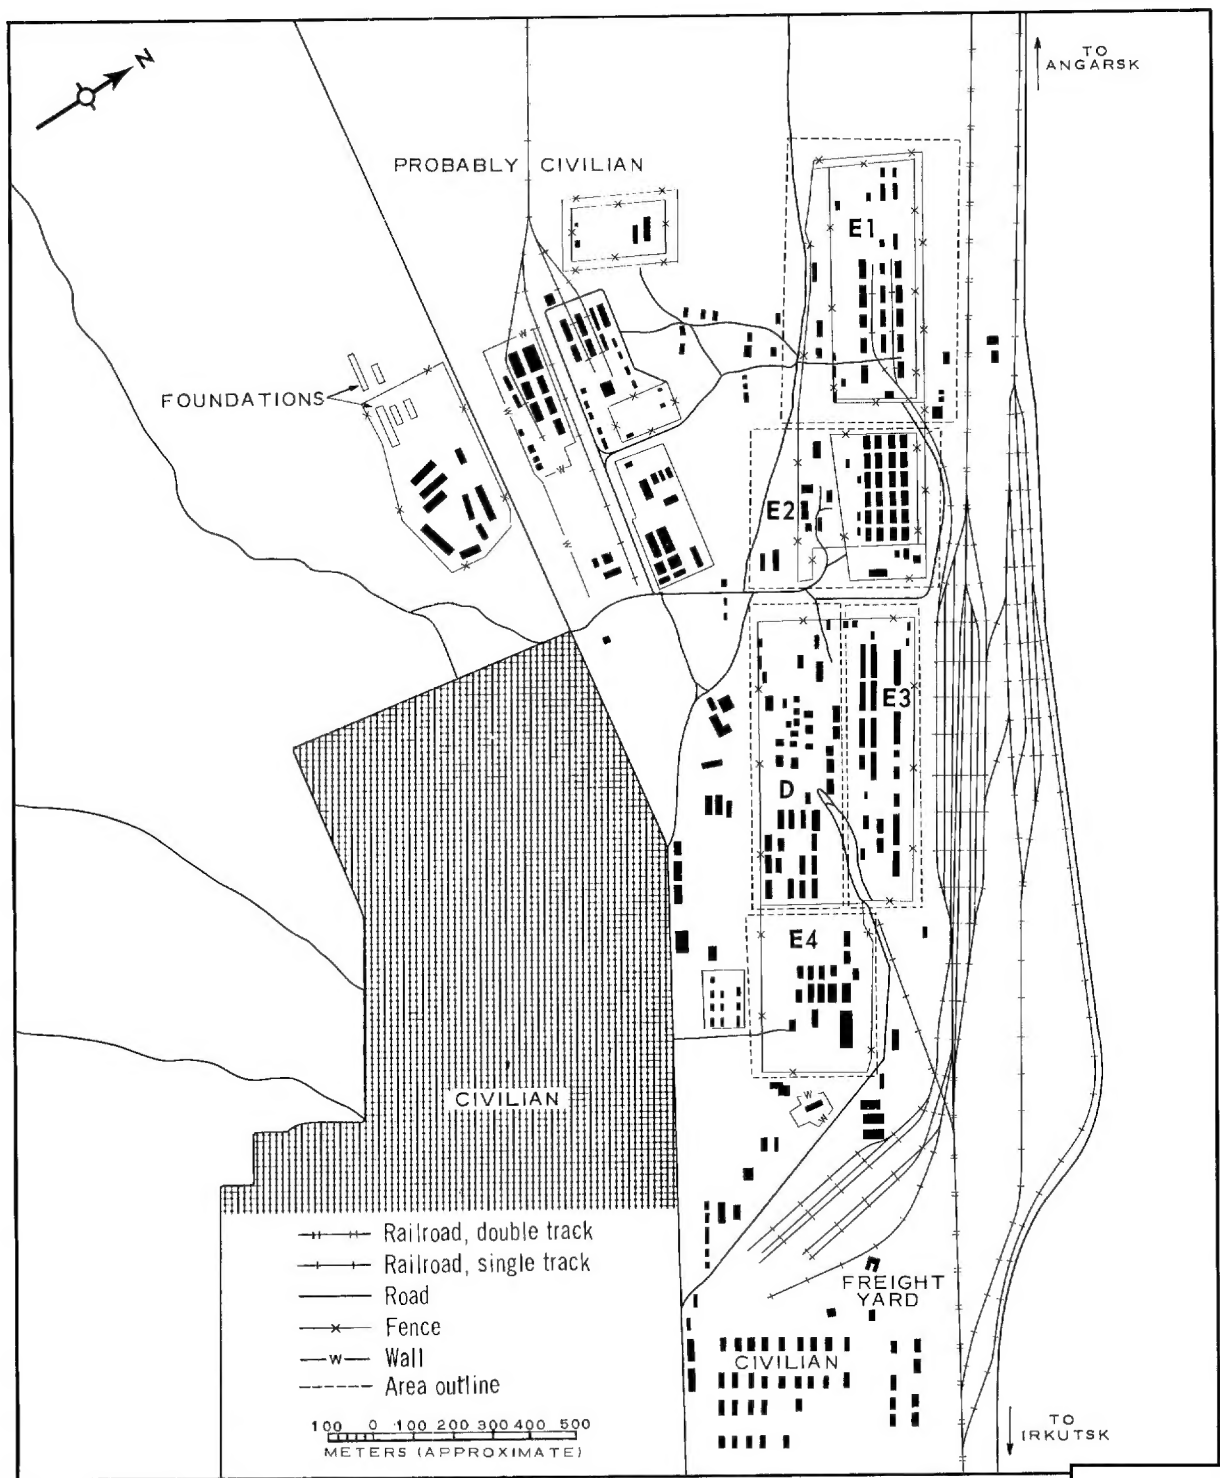 N
TO
ANGARSK
PROBABLY CIVILIAN
E1
FOUNDATIONS
W
W
W
E2
W
E3
D
E4
CIVILIAN
W
W
Railroad, double track
Railroad, single track
Road
Fence
W Wall
Area outline
FREIGHT
YARD
CIVILIAN
100 0 100 200 300 400 500
METERS (APPROXIMATE)
TO
IRKUTSK